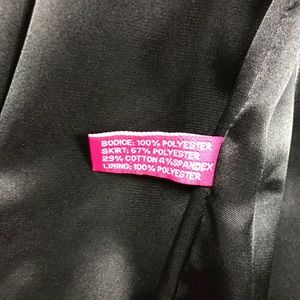 BODICE: 100% POLYESTER
SKIRT: 67% POLYESTER
29% COTTON 4% SPANDEX
LINING: 100% POLYESTER